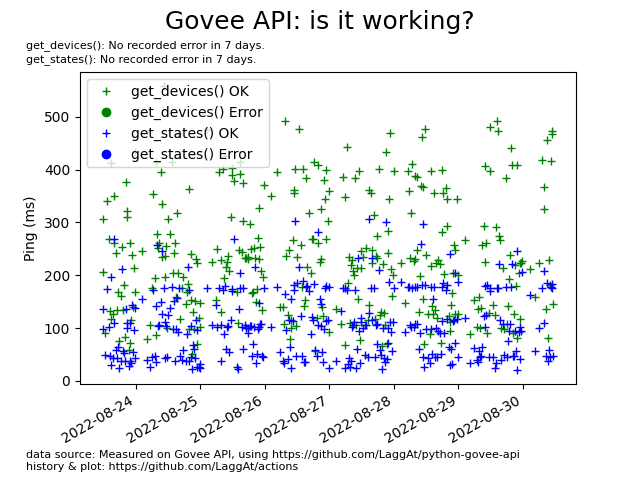 Govee API: is it working?
get_devices(): No recorded error in 7 days.
get_states(): No recorded error in 7 days.
get_devices() OK
get_devices() Error
get_states() OK
get_states() Error
Ping (ms)
500
400
300
200
100
0
2022-08-24
2022-08-25
2022-08-26
2022-08-27
2022-08-28
2022-08-29
2022-08-30
data source: Measured on Govee API, using https://github.com/LaggAt/python-govee-api
history & plot: https://github.com/LaggAt/actions